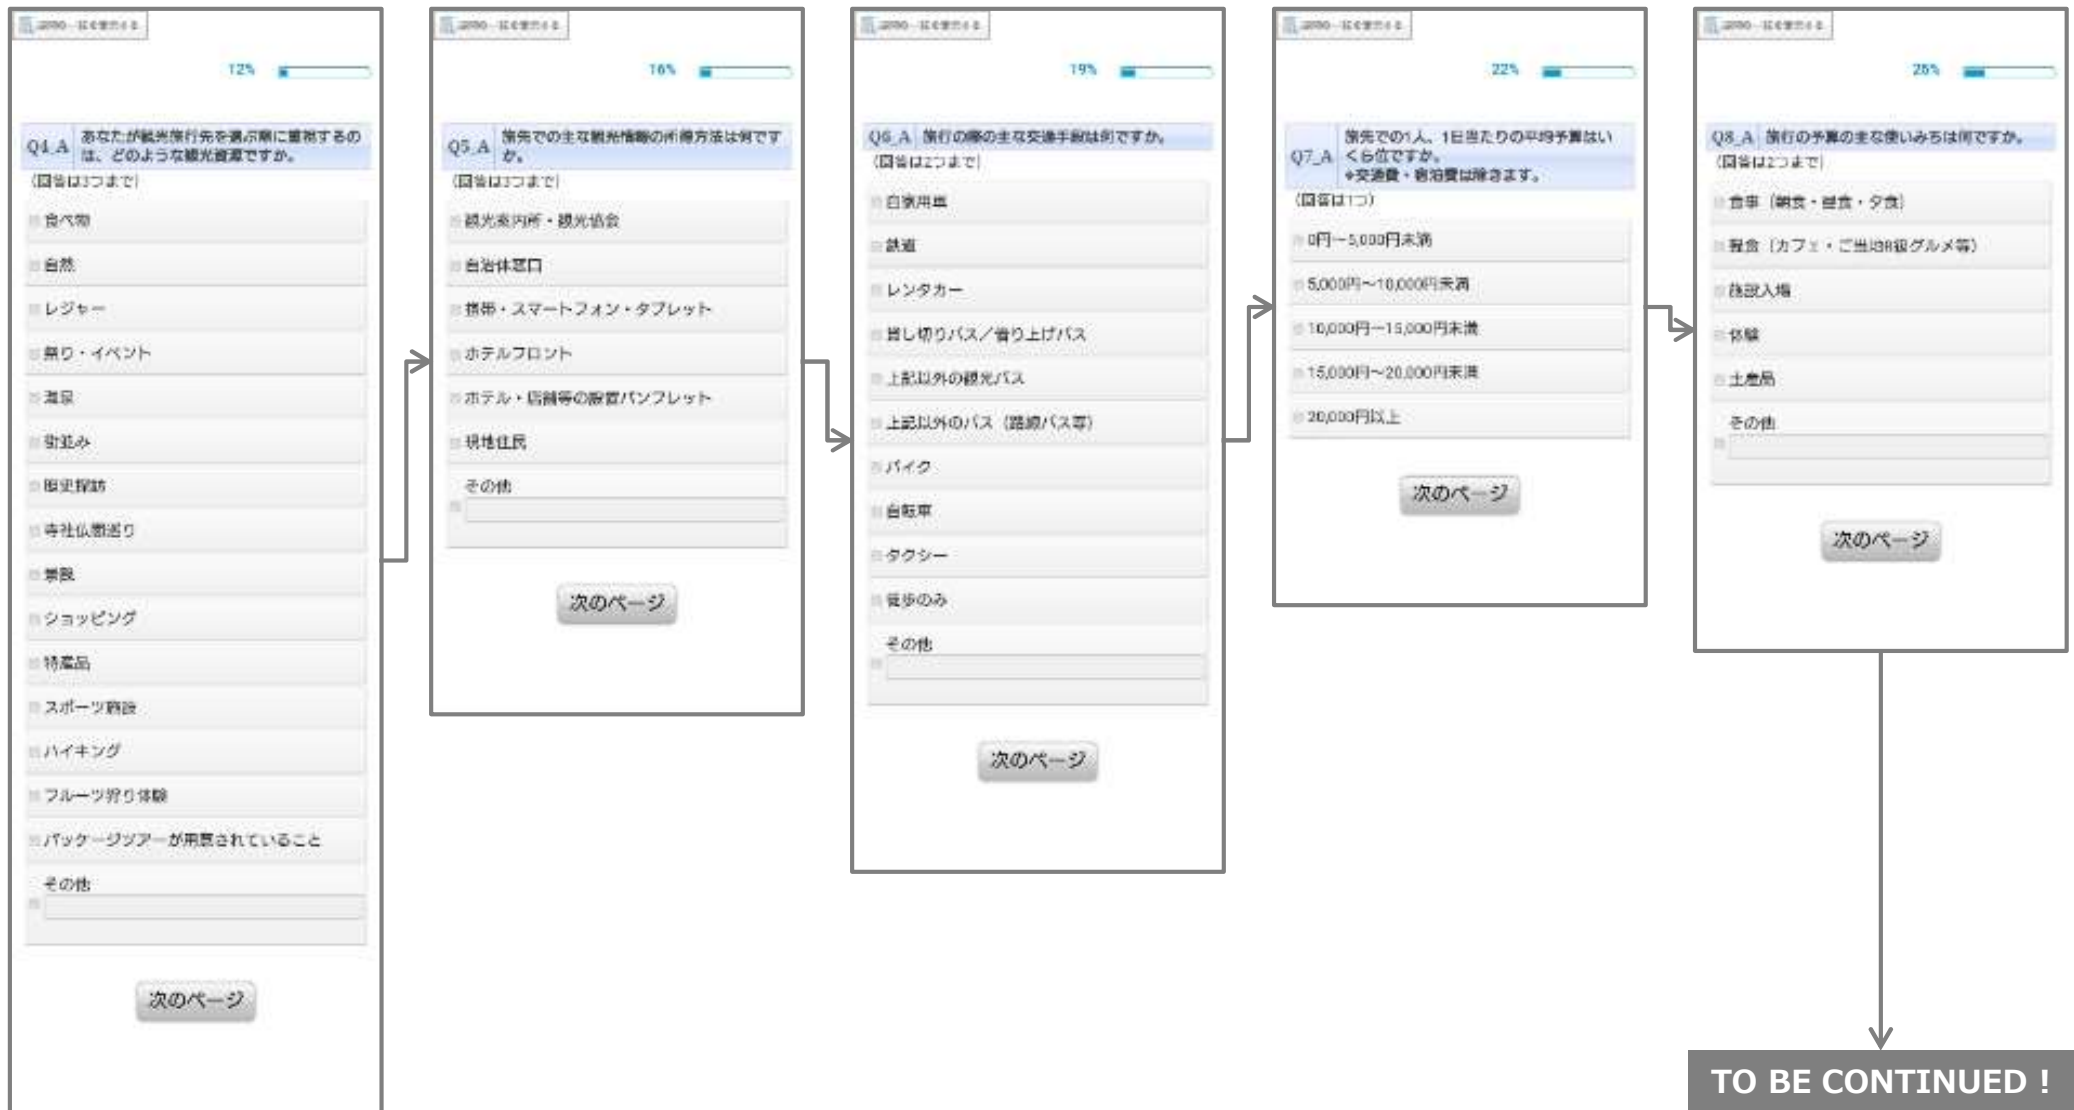 12%
Q4_A あなたが観光旅行先を選ぶ際に重視するの
は、どのような観光資源ですか。
(回答は3つまで)
食べ物
自然
レジャー
祭り・イベント
温泉
街並み
歴史探訪
寺社仏閣巡り
景観
ショッピング
特産品
スポーツ施設
ハイキング
フルーツ狩り体験
パッケージツアーが用意されていること
その他
次のページ
16%
Q5_A 旅先での主な観光情報の所得方法は何です
か。
(回答は3つまで)
観光案内所・観光協会
自治体窓口
携帯・スマートフォン・タブレット
ホテルフロント
ホテル・店舗等の設置パンフレット
現地住民
その他
次のページ
19%
Q6_A 旅行の際の主な交通手段は何ですか。
(回答は2つまで)
自家用車
鉄道
レンタカー
貸し切りバス／借り上げバス
上記以外の観光バス
上記以外のバス（路線バス等）
バイク
自転車
タクシー
徒歩のみ
その他
次のページ
22%
Q7_A 旅先での1人、1日当たりの平均予算はい
くら位ですか。
※交通費・宿泊費は除きます。
(回答は1つ)
0円～5,000円未満
5,000円～10,000円未満
10,000円～15,000円未満
15,000円～20,000円未満
20,000円以上
次のページ
Q8_A 旅行の予算の主な使いみちは何ですか。
(回答は2つまで)
食事（朝食・昼食・夕食）
軽食（カフェ・ご当地B級グルメ等）
施設入場
体験
土産品
その他
次のページ
TO BE CONTINUED !